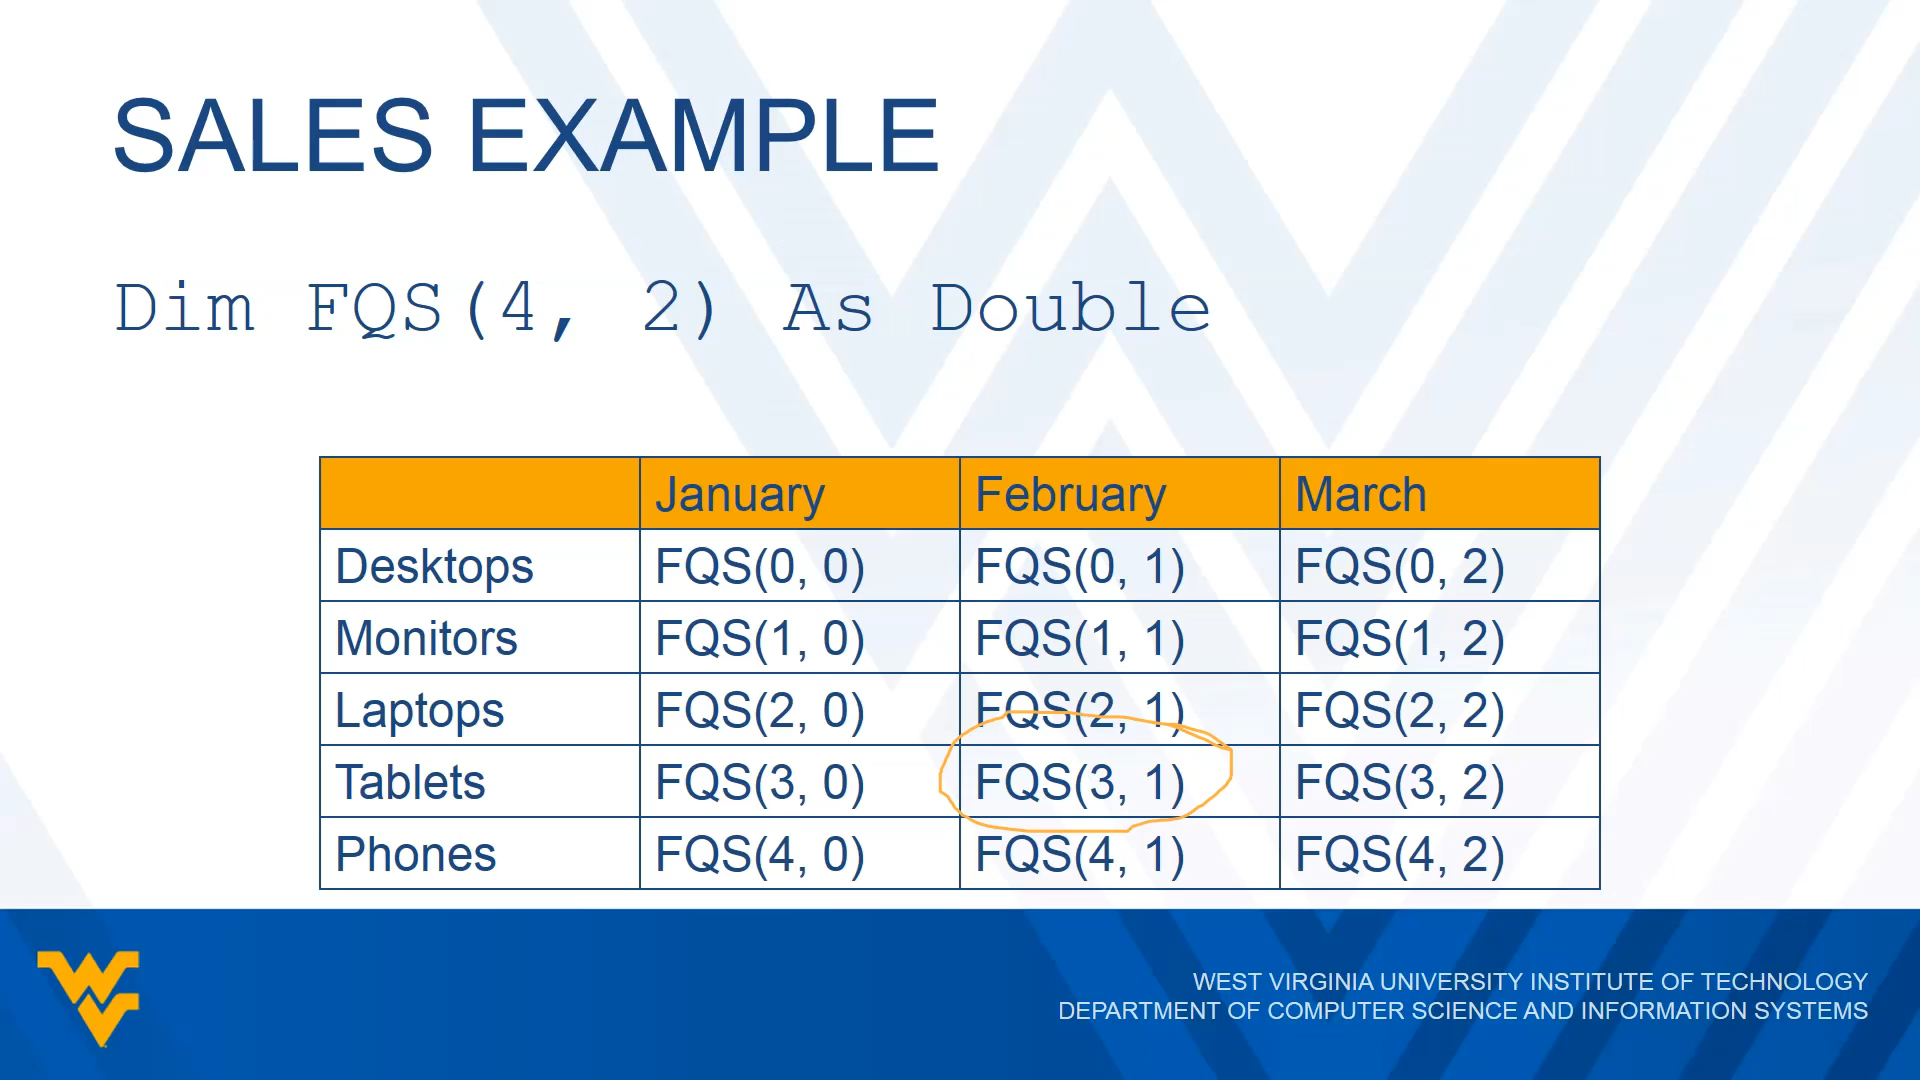 SALES EXAMPLE
Dim FQS(4, 2) As Double
January February March
Desktops FQS(0, 0) FQS(0, 1) FQS(0, 2)
Monitors FQS(1, 0) FQS(1, 1) FQS(1, 2)
Laptops FQS(2, 0) FQS(2, 1) FQS(2, 2)
Tablets FQS(3, 0) FQS(3, 1) FQS(3, 2)
Phones FQS(4, 0) FQS(4, 1) FQS(4, 2)
WEST VIRGINIA UNIVERSITY INSTITUTE OF TECHNOLOGY
DEPARTMENT OF COMPUTER SCIENCE AND INFORMATION SYSTEMS